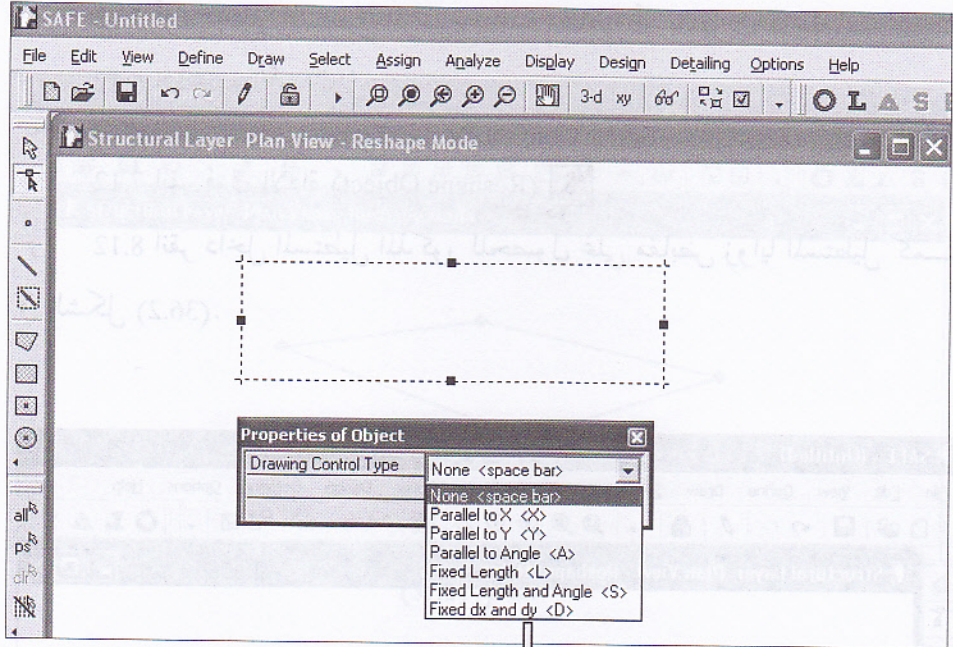 SAFE - Untitled
File Edit View Define Draw Select Assign Analyze Display Design Detailing Options Help
3-d xy
Structural Layer Plan View - Reshape Mode
Properties of Object
Drawing Control Type None <space bar>
None <space bar>
Parallel to X <X>
Parallel to Y <Y>
Parallel to Angle <A>
Fixed Length <L>
Fixed Length and Angle <S>
Fixed dx and dy <D>
all
ps
clr